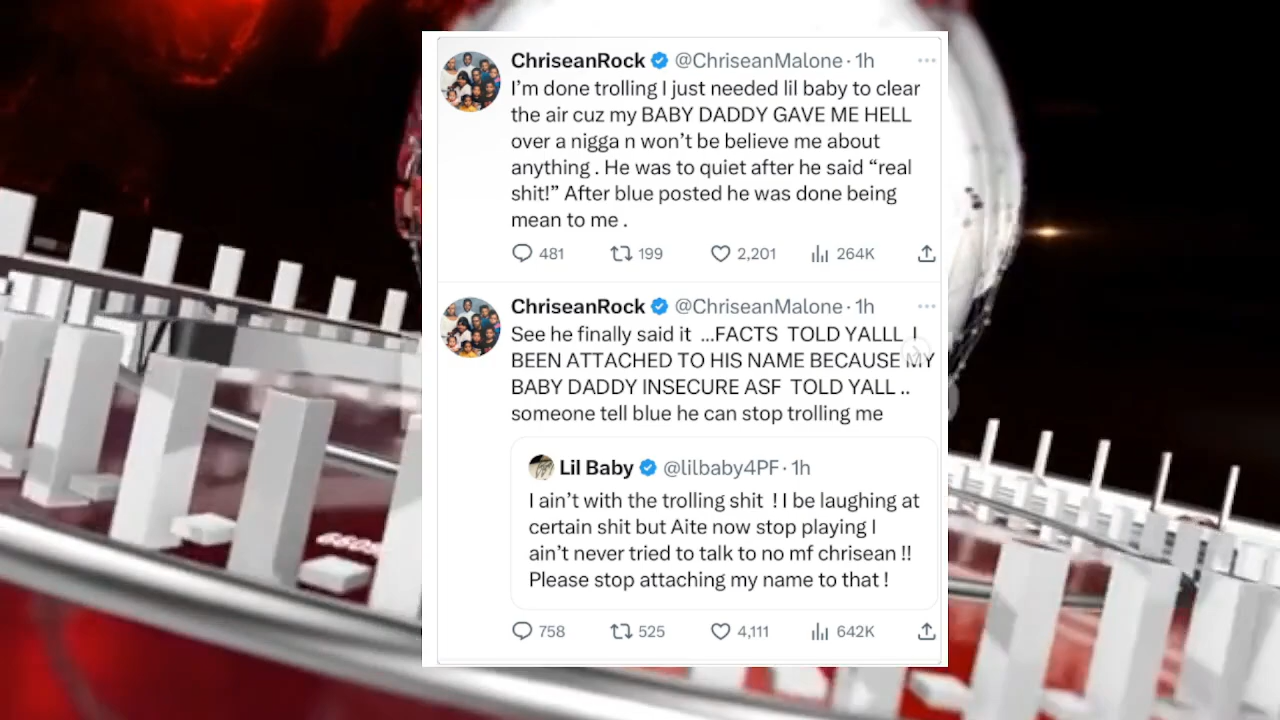 ChriseanRock @ChriseanMalone · 1h
I'm done trolling I just needed lil baby to clear
the air cuz my BABY DADDY GAVE ME HELL
over a nigga n won't be believe me about
anything . He was to quiet after he said “real
shit!” After blue posted he was done being
mean to me .
481 199 2,201 264K
ChriseanRock @ChriseanMalone · 1h
See he finally said it ...FACTS TOLD YALLL I
BEEN ATTACHED TO HIS NAME BECAUSE MY
BABY DADDY INSECURE ASF TOLD YALL ..
someone tell blue he can stop trolling me
Lil Baby @lilbaby4PF · 1h
I ain't with the trolling shit ! I be laughing at
certain shit but Aite now stop playing I
ain't never tried to talk to no mf chrisean !!
Please stop attaching my name to that !
758 525 4,111 642K